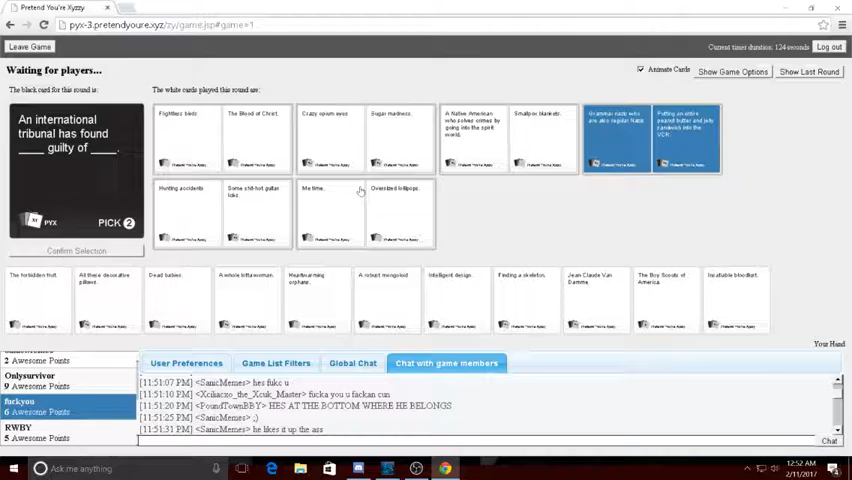 Pretend You're Xyzzy
pyx-3.pretendyoure.xyz/zy/game.jsp#game=1
Leave Game
Current timer duration: 124 seconds
Log out
Waiting for players...
Animate Cards
Show Game Options
Show Last Round
The black card for this round is:
The white cards played this round are:
An international
tribunal has found
____ guilty of ____.
PYX
PICK 2
Confirm Selection
Flightless birds
The Blood of Christ.
Crazy opium eyes
Sugar madness.
A Native American
who solves crimes by
going into the spirit
world.
Smallpox blankets.
Grammar nazis who
are also regular Nazis
Putting an entire
peanut butter and jelly
sandwich into the
VCR.
Hunting accidents
Some shit-hot guitar
licks
Me time.
Oversized lollipops.
The forbidden fruit.
All these decorative
pillows.
Dead babies.
A whole lotta woman.
Heartwarming
orphans.
A robust mongoloid
Intelligent design.
Finding a skeleton.
Jean Claude Van
Damme
The Boy Scouts of
America.
Insatiable bloodlust.
Your Hand
User Preferences
Game List Filters
Global Chat
Chat with game members
2 Awesome Points
Onlysurvivor
9 Awesome Points
fuckyou
6 Awesome Points
RWBY
5 Awesome Points
[11:51:07 PM] <SanicMemes> hes fukc u
[11:51:10 PM] <Xcikacxo_the_Xcuk_Master> fucka you u fackan cun
[11:51:20 PM] <PoundTownBBY> HES AT THE BOTTOM WHERE HE BELONGS
[11:51:25 PM] <SanicMemes> ;)
[11:51:31 PM] <SanicMemes> he likes it up the ass
Chat
Ask me anything
12:52 AM
2/11/2017